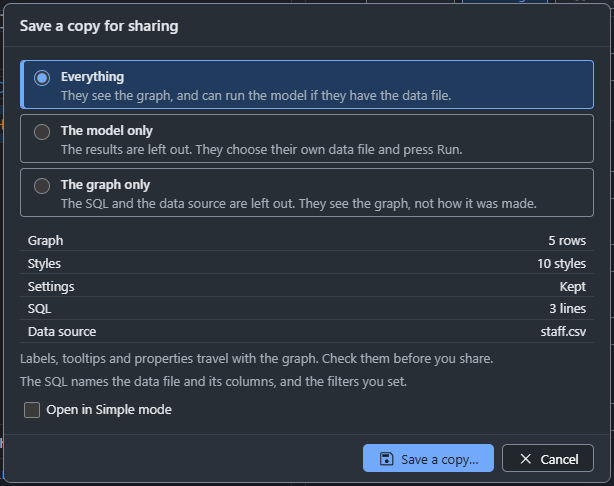 Save a copy for sharing
Everything
They see the graph, and can run the model if they have the data file.
The model only
The results are left out. They choose their own data file and press Run.
The graph only
The SQL and the data source are left out. They see the graph, not how it was made.
Graph 5 rows
Styles 10 styles
Settings Kept
SQL 3 lines
Data source staff.csv
Labels, tooltips and properties travel with the graph. Check them before you share.
The SQL names the data file and its columns, and the filters you set.
Open in Simple mode
Save a copy... Cancel